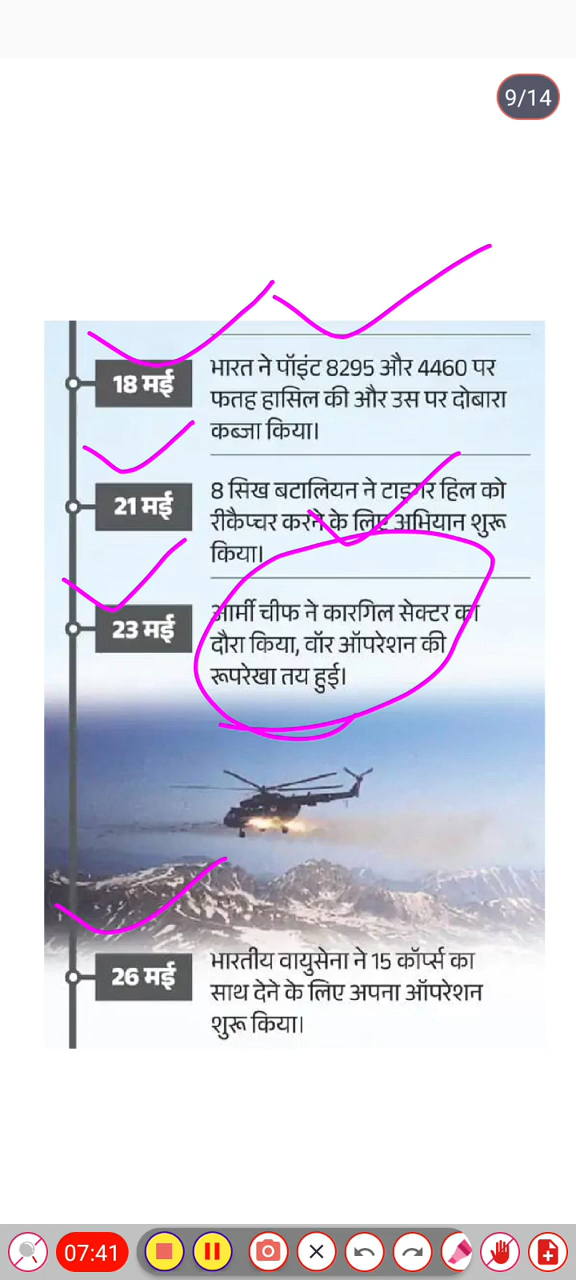 9/14
18 मई
भारत ने पॉइंट 8295 और 4460 पर
फतह हासिल की और उस पर दोबारा
कब्जा किया।
21 मई
8 सिख बटालियन ने टाइगर हिल को
रीकैप्चर करने के लिए अभियान शुरू
किया।
23 मई
आर्मी चीफ ने कारगिल सेक्टर का
दौरा किया, वॉर ऑपरेशन की
रूपरेखा तय हुई।
26 मई
भारतीय वायुसेना ने 15 कॉर्प्स का
साथ देने के लिए अपना ऑपरेशन
शुरू किया।
07:41